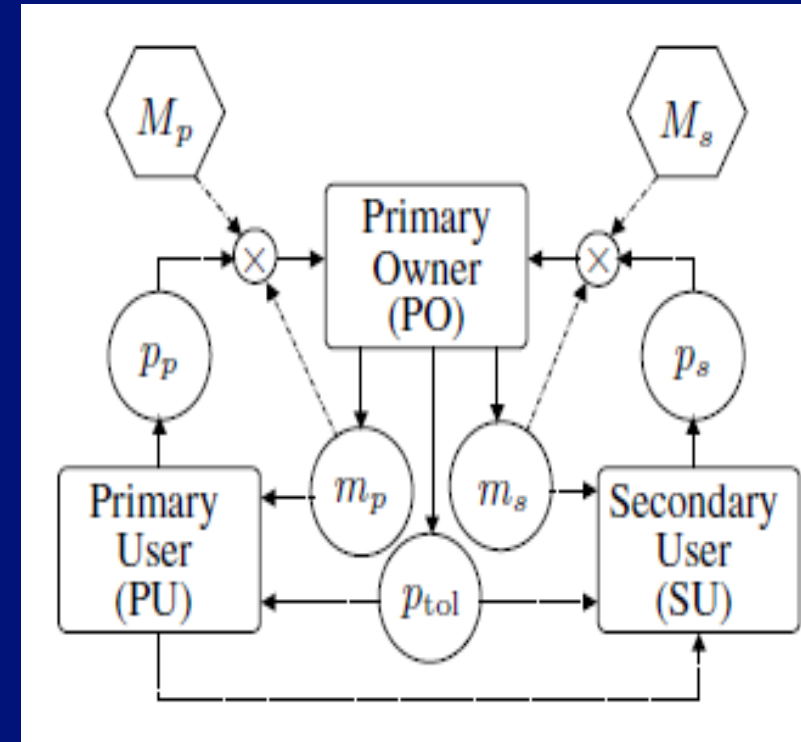 M_p
M_s
Primary
Owner
(PO)
×
×
p_p
p_s
m_p
m_s
Primary
User
(PU)
p_tol
Secondary
User
(SU)